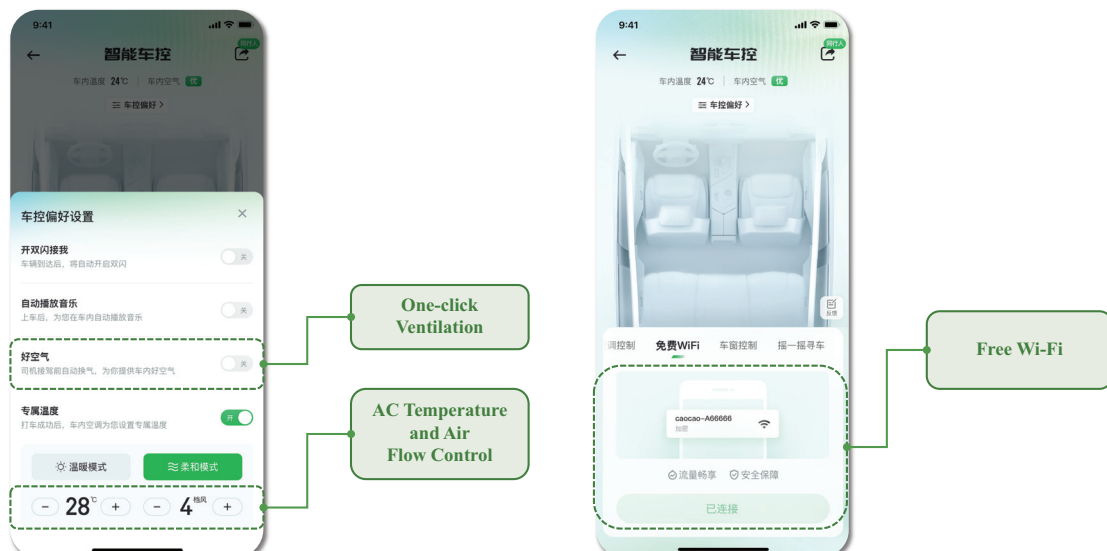 9:41
智能车控
同行人
车内温度 24℃ | 车内空气 优
车控偏好 >
车控偏好设置
开双闪接我
车辆到达后，将自动开启双闪
关
自动播放音乐
上车后，为您在车内自动播放音乐
关
好空气
司机接驾前自动换气，为你提供车内好空气
关
专属温度
打车成功后，车内空调为您设置专属温度
开
温暖模式
柔和模式
- 28℃ + - 4档风 +
One-click
Ventilation
AC Temperature
and Air
Flow Control
9:41
智能车控
同行人
车内温度 24℃ | 车内空气 优
车控偏好 >
反馈
调控制 免费WiFi 车窗控制 摇一摇寻车
caocao-A66666
加密
流量畅享 安全保障
已连接
Free Wi-Fi